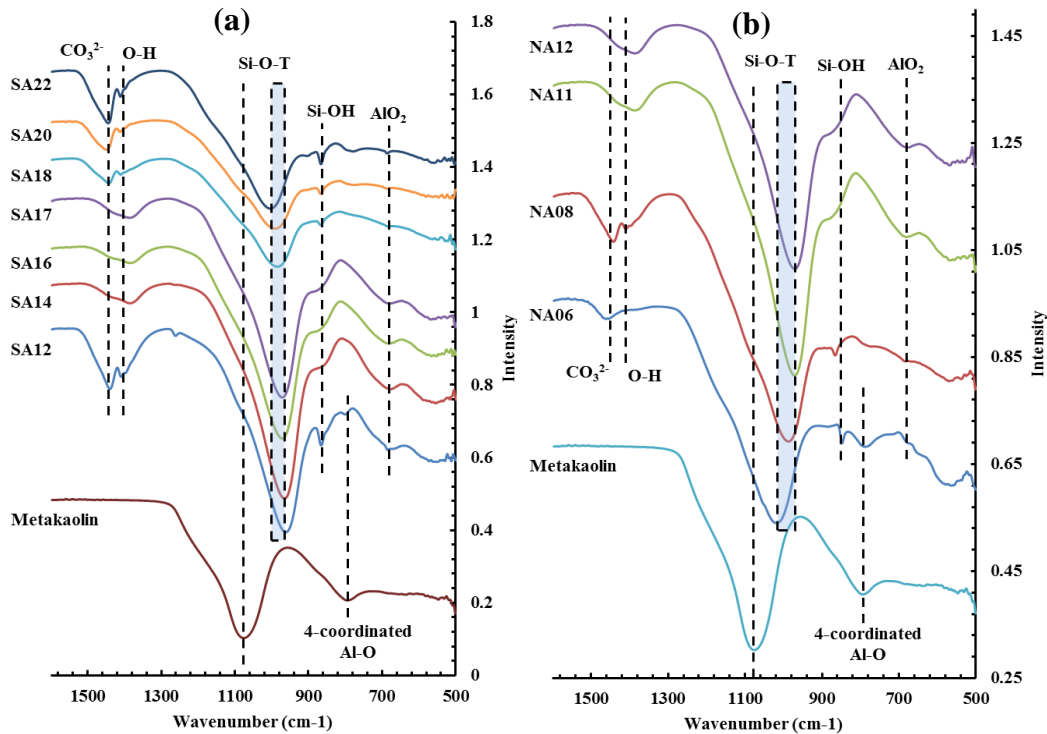 (a)
CO₃²⁻
O-H
Si-O-T
Si-OH
AlO₂
SA22
SA20
SA18
SA17
SA16
SA14
SA12
Metakaolin
4-coordinated
Al-O
1.8
1.6
1.4
1.2
1
0.8
0.6
0.4
0.2
0
Intensity
1500
1300
1100
900
700
500
Wavenumber (cm-1)
(b)
Si-O-T
Si-OH
AlO₂
NA12
NA11
NA08
NA06
CO₃²⁻
O-H
Metakaolin
4-coordinated
Al-O
1.45
1.25
1.05
0.85
0.65
0.45
0.25
Intensity
1500
1300
1100
900
700
500
Wavenumber (cm-1)